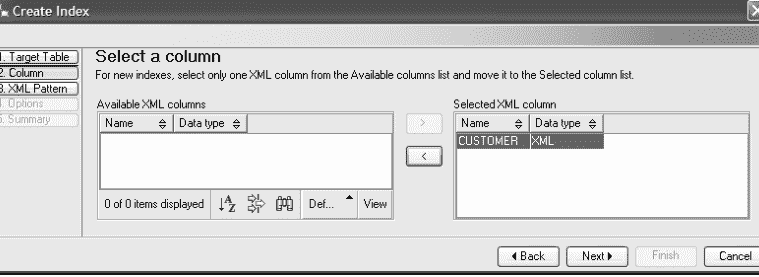 Create Index
1. Target Table
2. Column
3. XML Pattern
4. Options
5. Summary
Select a column
For new indexes, select only one XML column from the Available columns list and move it to the Selected column list.
Available XML columns
Name Data type
0 of 0 items displayed Def... View
>
<
Selected XML column
Name Data type
CUSTOMER XML
Back Next Finish Cancel